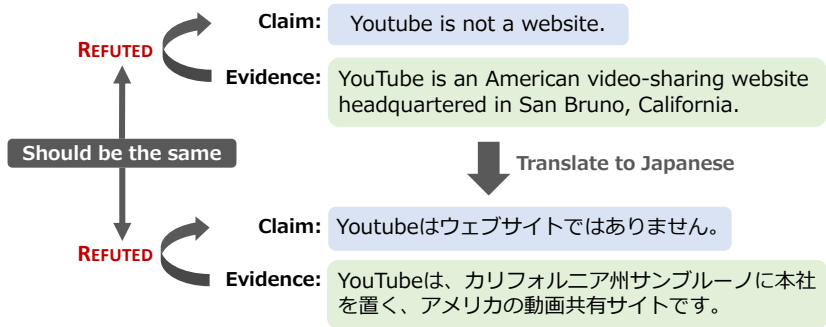 Claim: Youtube is not a website.
REFUTED
Evidence: YouTube is an American video-sharing website
headquartered in San Bruno, California.
Should be the same
Translate to Japanese
Claim: Youtubeはウェブサイトではありません。
REFUTED
Evidence: YouTubeは、カリフォルニア州サンブルーノに本社
を置く、アメリカの動画共有サイトです。